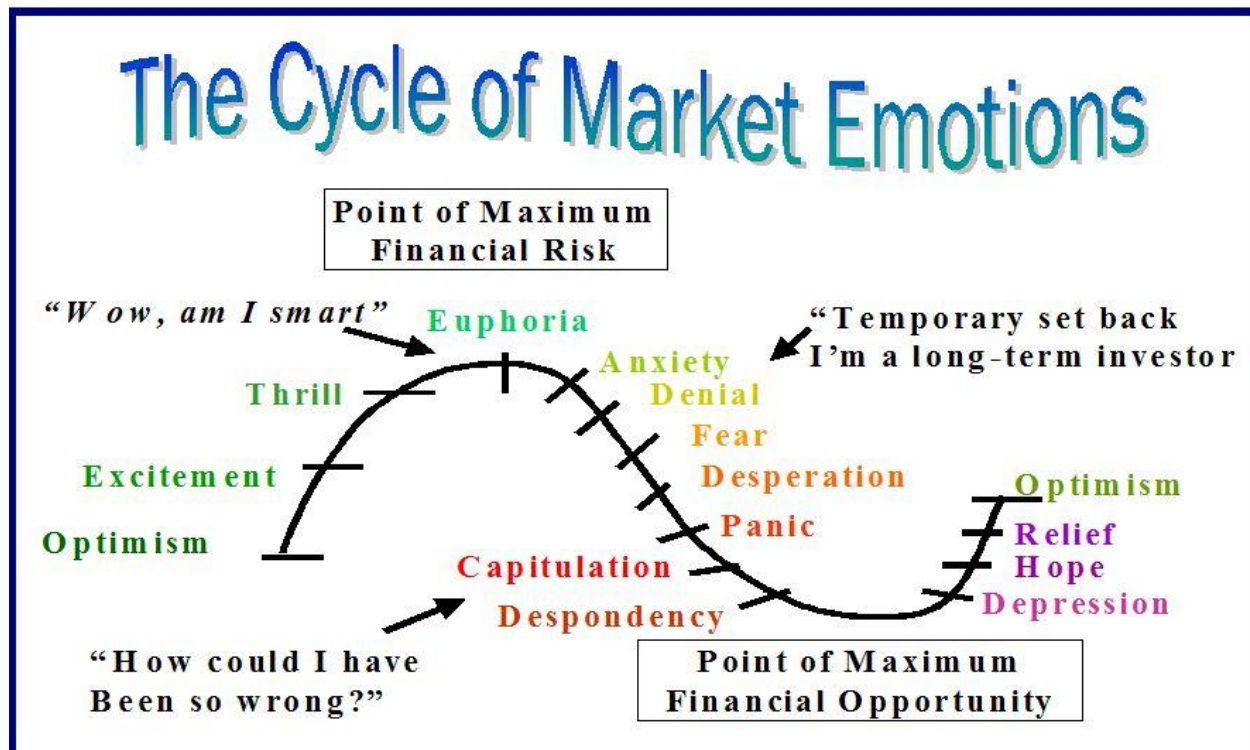 The Cycle of Market Emotions
Point of Maximum
Financial Risk
“Wow, am I smart”
Euphoria
“Temporary set back
I’m a long-term investor
Anxiety
Thrill
Denial
Fear
Excitement
Desperation
Optimism
Optimism
Panic
Relief
Capitulation
Hope
Despondency
Depression
“How could I have
Been so wrong?”
Point of Maximum
Financial Opportunity